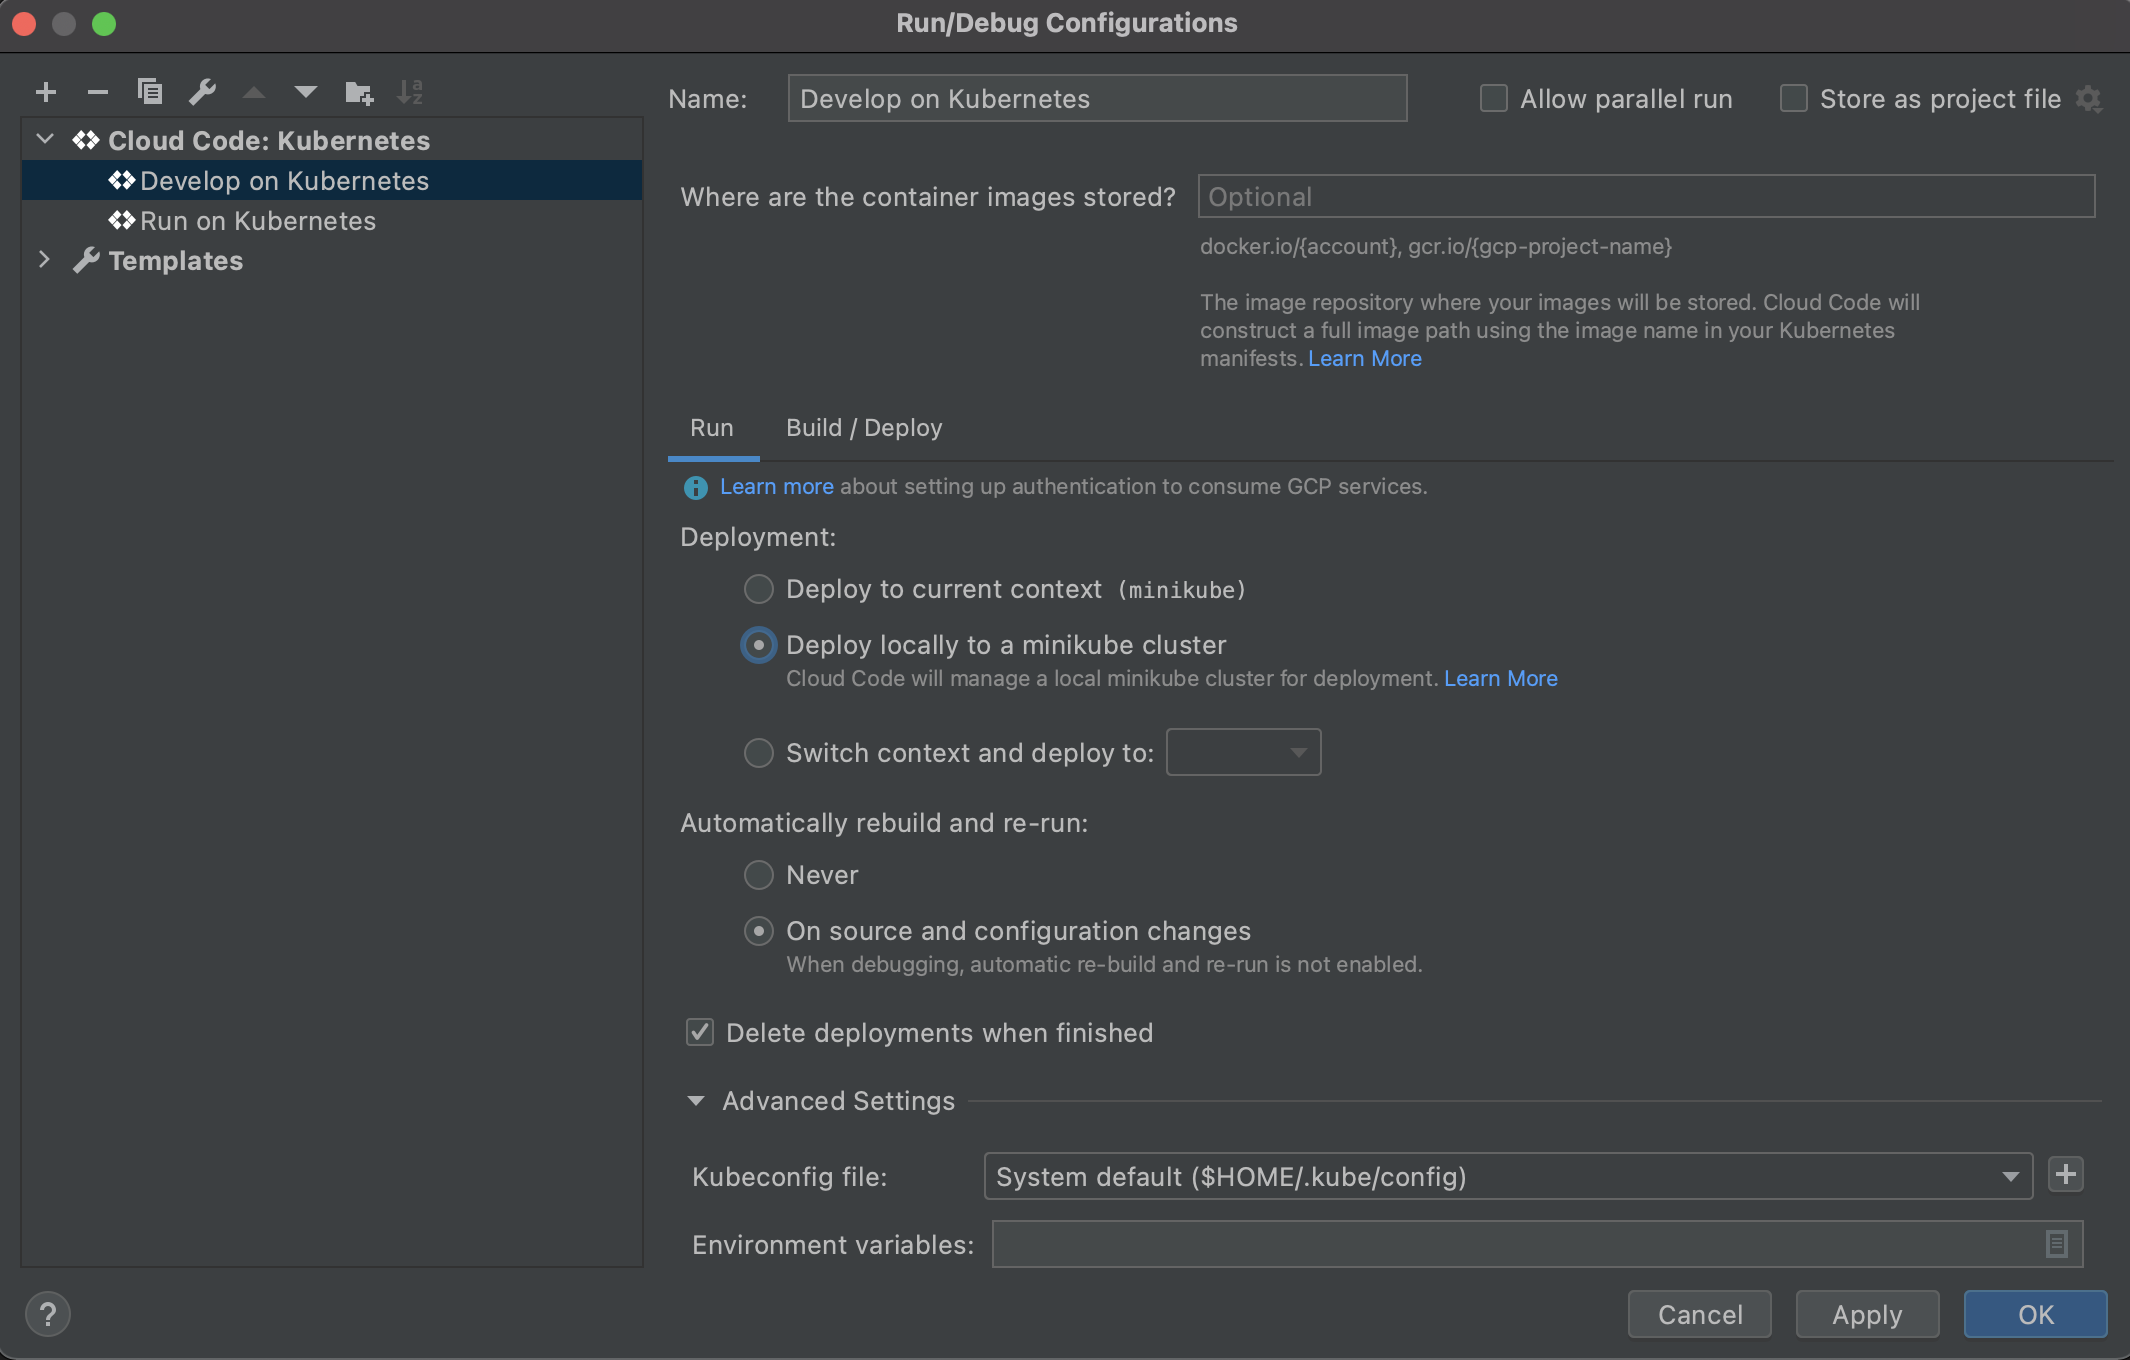 Run/Debug Configurations
Name: Develop on Kubernetes Allow parallel run Store as project file
Cloud Code: Kubernetes
Develop on Kubernetes
Run on Kubernetes
Templates
Where are the container images stored? Optional
docker.io/{account}, gcr.io/{gcp-project-name}
The image repository where your images will be stored. Cloud Code will
construct a full image path using the image name in your Kubernetes
manifests. Learn More
Run Build / Deploy
Learn more about setting up authentication to consume GCP services.
Deployment:
Deploy to current context (minikube)
Deploy locally to a minikube cluster
Cloud Code will manage a local minikube cluster for deployment. Learn More
Switch context and deploy to:
Automatically rebuild and re-run:
Never
On source and configuration changes
When debugging, automatic re-build and re-run is not enabled.
Delete deployments when finished
Advanced Settings
Kubeconfig file: System default ($HOME/.kube/config)
Environment variables:
? Cancel Apply OK